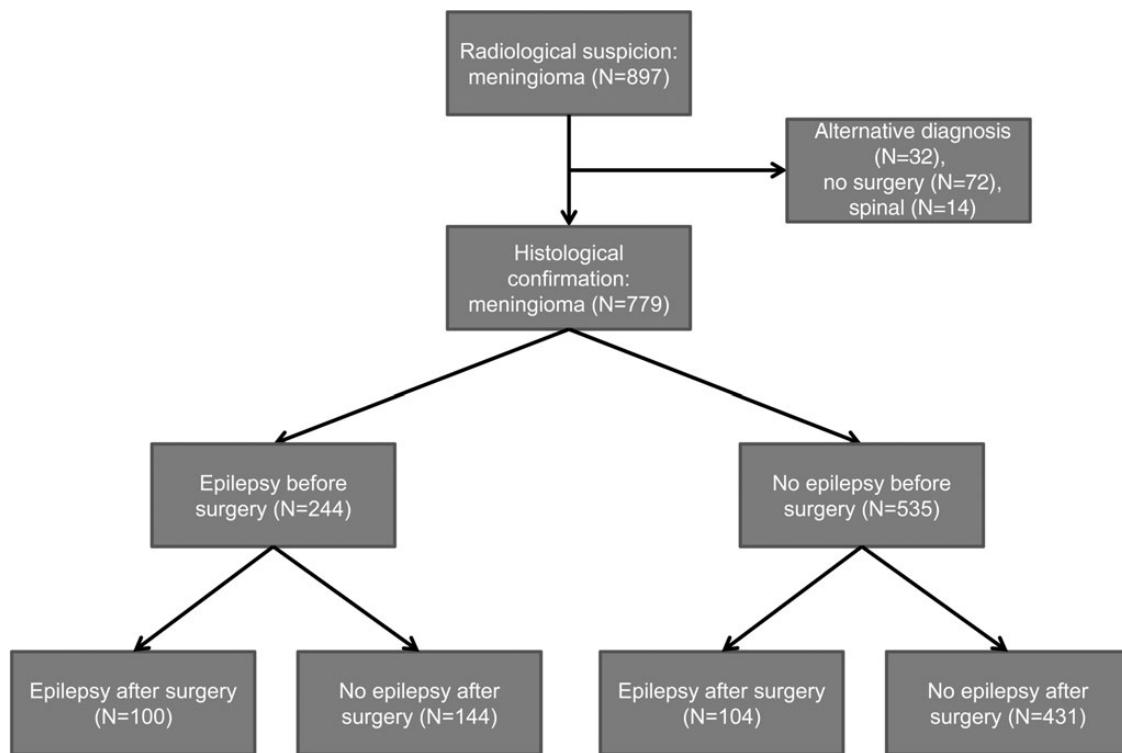 Radiological suspicion:
meningioma (N=897)
Alternative diagnosis
(N=32),
no surgery (N=72),
spinal (N=14)
Histological
confirmation:
meningioma (N=779)
Epilepsy before
surgery (N=244)
No epilepsy before
surgery (N=535)
Epilepsy after surgery
(N=100)
No epilepsy after
surgery (N=144)
Epilepsy after surgery
(N=104)
No epilepsy after
surgery (N=431)